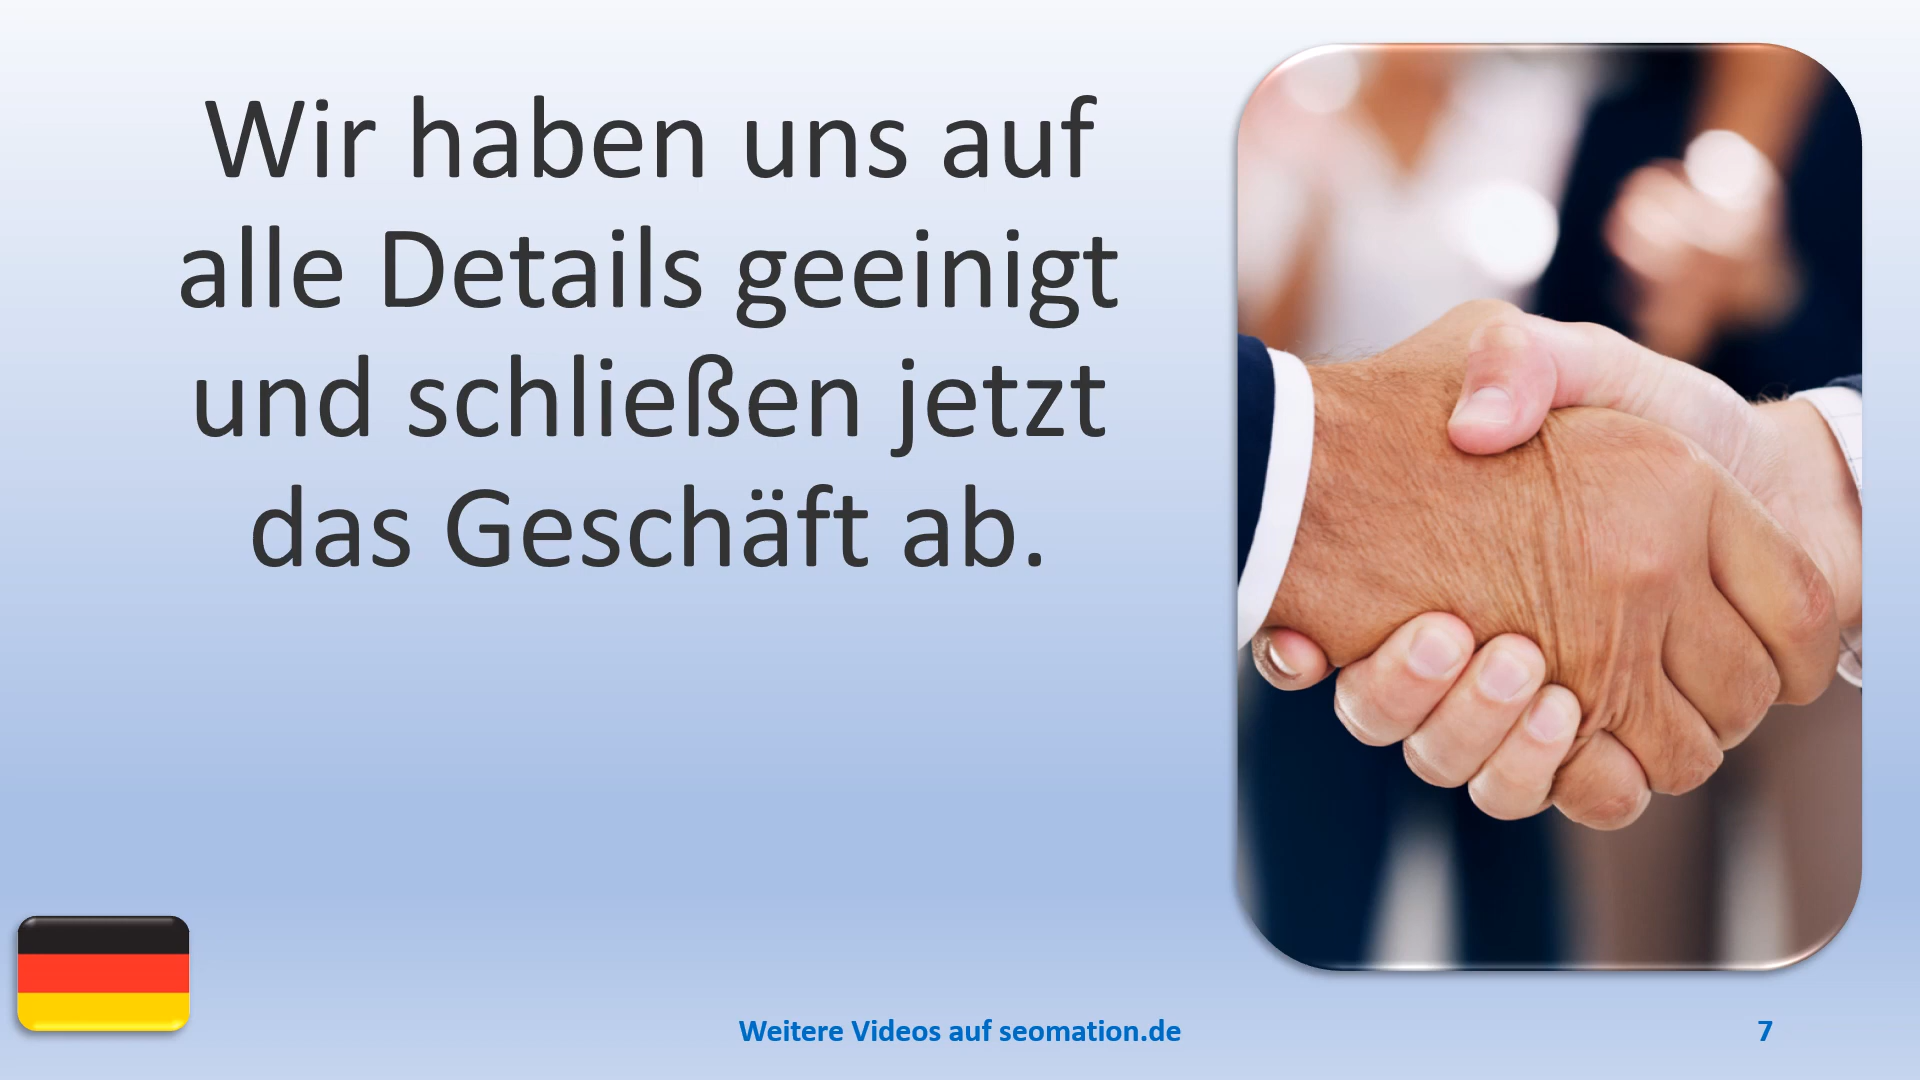 Wir haben uns auf
alle Details geeinigt
und schließen jetzt
das Geschäft ab.
Weitere Videos auf seomation.de
7